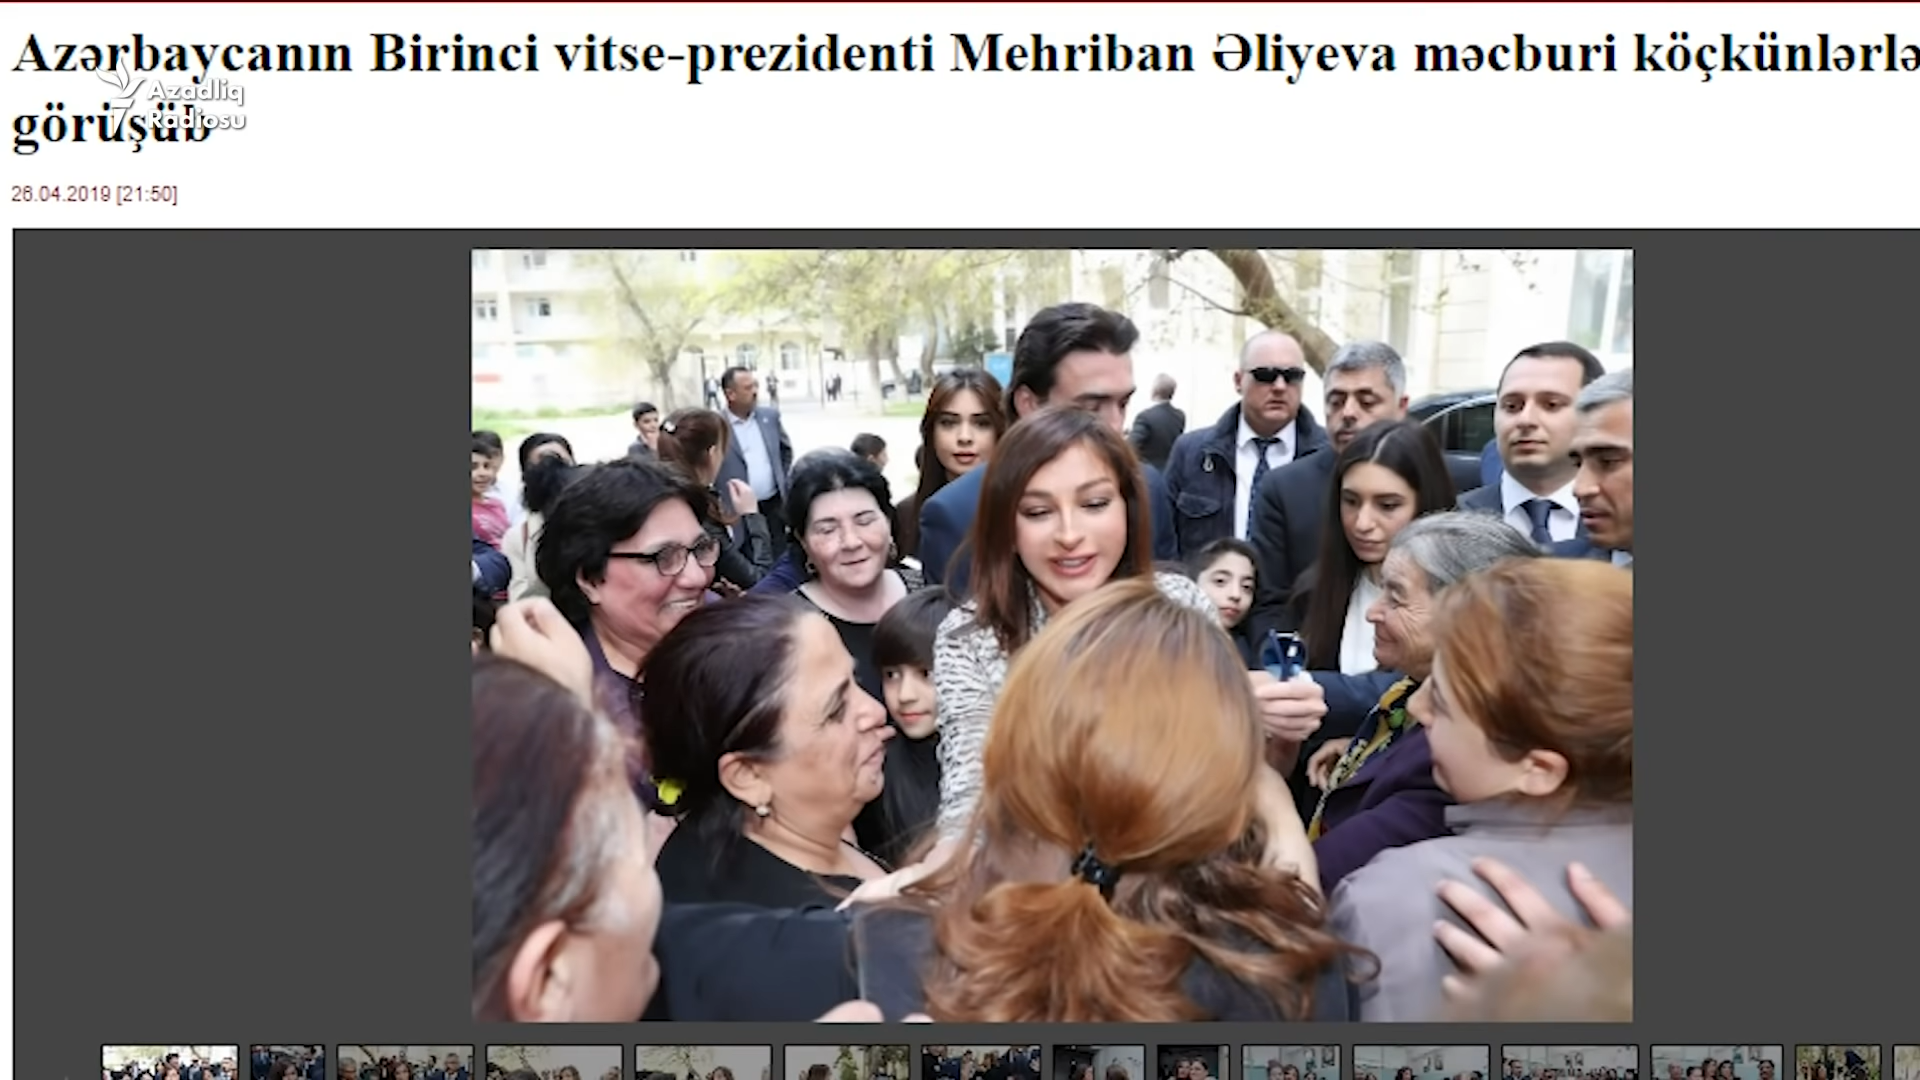 Azərbaycanın Birinci vitse-prezidenti Mehriban Əliyeva məcburi köçkünlərlə
görüşüb
Azadlıq
Radiosu
26.04.2019 [21:50]